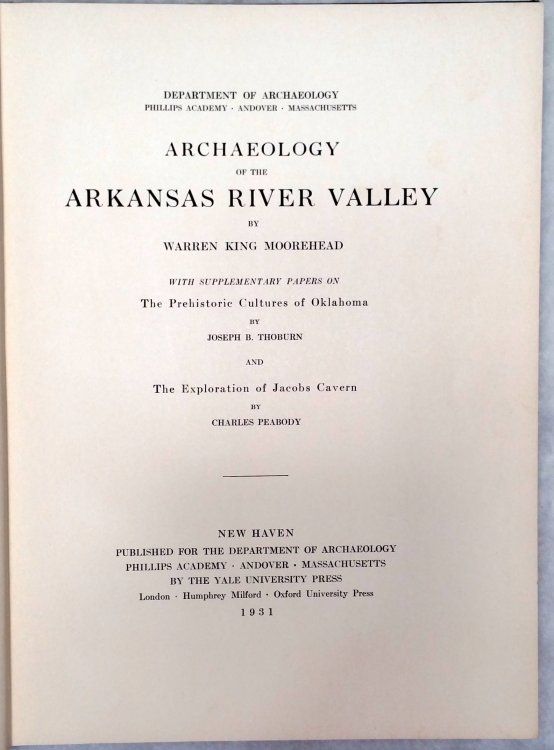 DEPARTMENT OF ARCHAEOLOGY
PHILLIPS ACADEMY · ANDOVER · MASSACHUSETTS
ARCHAEOLOGY
OF THE
ARKANSAS RIVER VALLEY
BY
WARREN KING MOOREHEAD
WITH SUPPLEMENTARY PAPERS ON
The Prehistoric Cultures of Oklahoma
BY
JOSEPH B. THOBURN
AND
The Exploration of Jacobs Cavern
BY
CHARLES PEABODY
NEW HAVEN
PUBLISHED FOR THE DEPARTMENT OF ARCHAEOLOGY
PHILLIPS ACADEMY · ANDOVER · MASSACHUSETTS
BY THE YALE UNIVERSITY PRESS
London · Humphrey Milford · Oxford University Press
1931